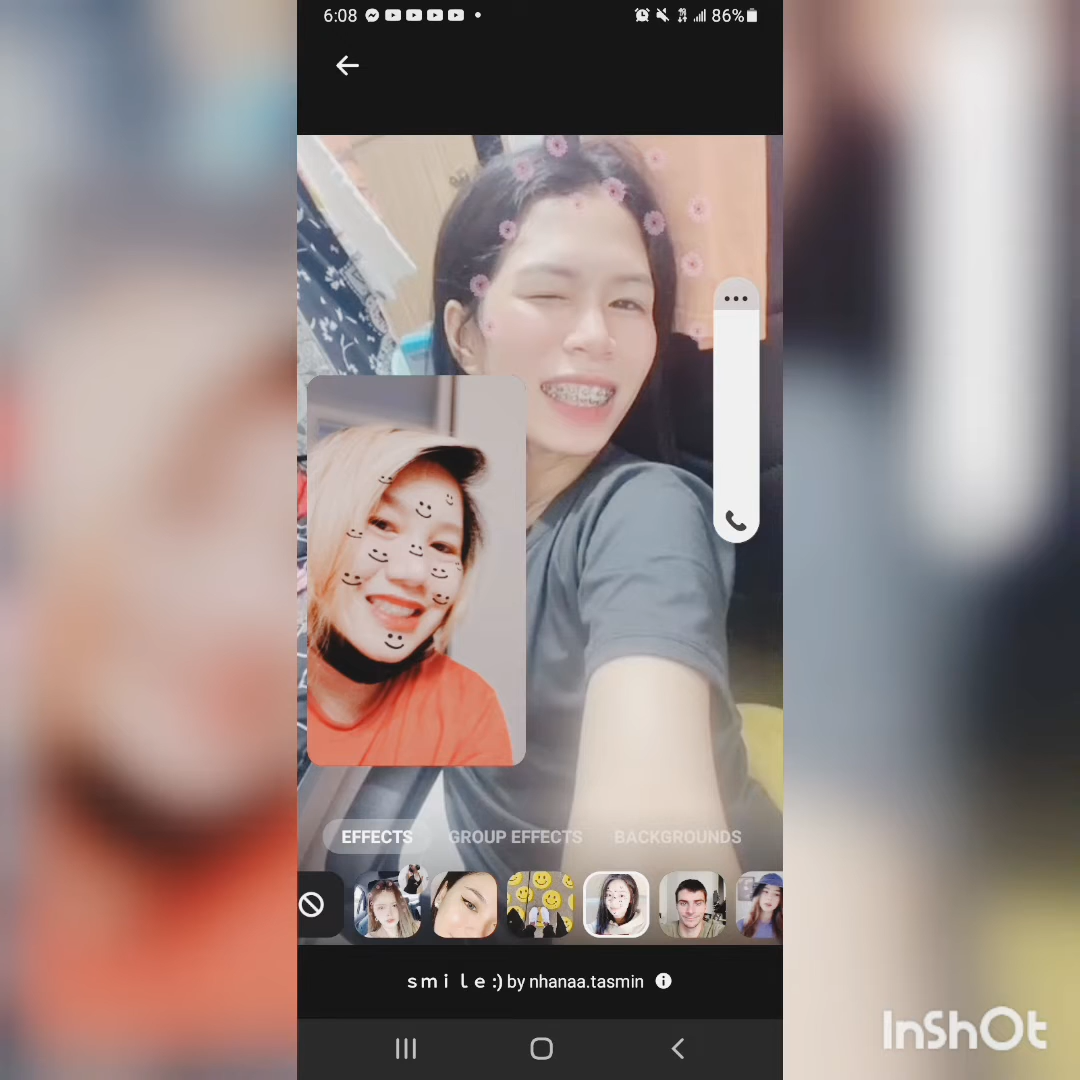 6:08
86%
EFFECTS GROUP EFFECTS BACKGROUNDS
s m i l e :) by nhanaa.tasmin
InShOt